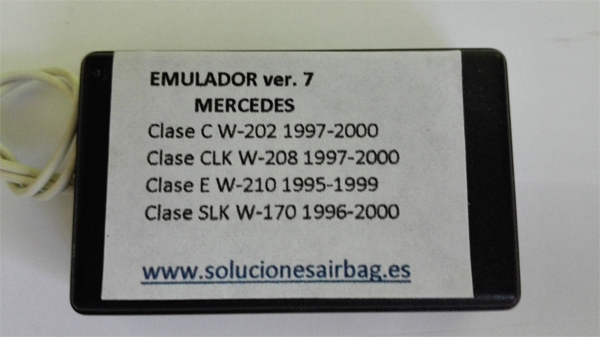 EMULADOR ver. 7
MERCEDES
Clase C W-202 1997-2000
Clase CLK W-208 1997-2000
Clase E W-210 1995-1999
Clase SLK W-170 1996-2000
www.solucionesairbag.es